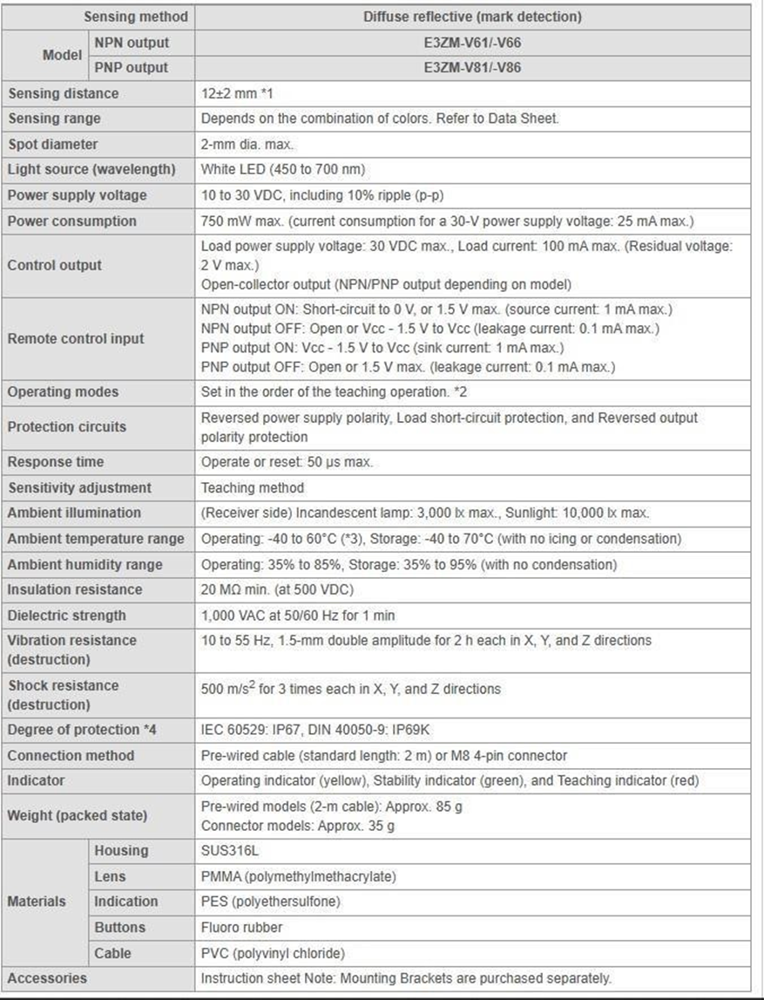 Sensing method Diffuse reflective (mark detection)
Model NPN output E3ZM-V61/-V66
PNP output E3ZM-V81/-V86
Sensing distance 12±2 mm *1
Sensing range Depends on the combination of colors. Refer to Data Sheet.
Spot diameter 2-mm dia. max.
Light source (wavelength) White LED (450 to 700 nm)
Power supply voltage 10 to 30 VDC, including 10% ripple (p-p)
Power consumption 750 mW max. (current consumption for a 30-V power supply voltage: 25 mA max.)
Control output Load power supply voltage: 30 VDC max., Load current: 100 mA max. (Residual voltage:
2 V max.)
Open-collector output (NPN/PNP output depending on model)
Remote control input NPN output ON: Short-circuit to 0 V, or 1.5 V max. (source current: 1 mA max.)
NPN output OFF: Open or Vcc - 1.5 V to Vcc (leakage current: 0.1 mA max.)
PNP output ON: Vcc - 1.5 V to Vcc (sink current: 1 mA max.)
PNP output OFF: Open or 1.5 V max. (leakage current: 0.1 mA max.)
Operating modes Set in the order of the teaching operation. *2
Protection circuits Reversed power supply polarity, Load short-circuit protection, and Reversed output
polarity protection
Response time Operate or reset: 50 µs max.
Sensitivity adjustment Teaching method
Ambient illumination (Receiver side) Incandescent lamp: 3,000 lx max., Sunlight: 10,000 lx max.
Ambient temperature range Operating: -40 to 60°C (*3), Storage: -40 to 70°C (with no icing or condensation)
Ambient humidity range Operating: 35% to 85%, Storage: 35% to 95% (with no condensation)
Insulation resistance 20 MΩ min. (at 500 VDC)
Dielectric strength 1,000 VAC at 50/60 Hz for 1 min
Vibration resistance
(destruction) 10 to 55 Hz, 1.5-mm double amplitude for 2 h each in X, Y, and Z directions
Shock resistance
(destruction) 500 m/s² for 3 times each in X, Y, and Z directions
Degree of protection *4 IEC 60529: IP67, DIN 40050-9: IP69K
Connection method Pre-wired cable (standard length: 2 m) or M8 4-pin connector
Indicator Operating indicator (yellow), Stability indicator (green), and Teaching indicator (red)
Weight (packed state) Pre-wired models (2-m cable): Approx. 85 g
Connector models: Approx. 35 g
Materials Housing SUS316L
Lens PMMA (polymethylmethacrylate)
Indication PES (polyethersulfone)
Buttons Fluoro rubber
Cable PVC (polyvinyl chloride)
Accessories Instruction sheet Note: Mounting Brackets are purchased separately.